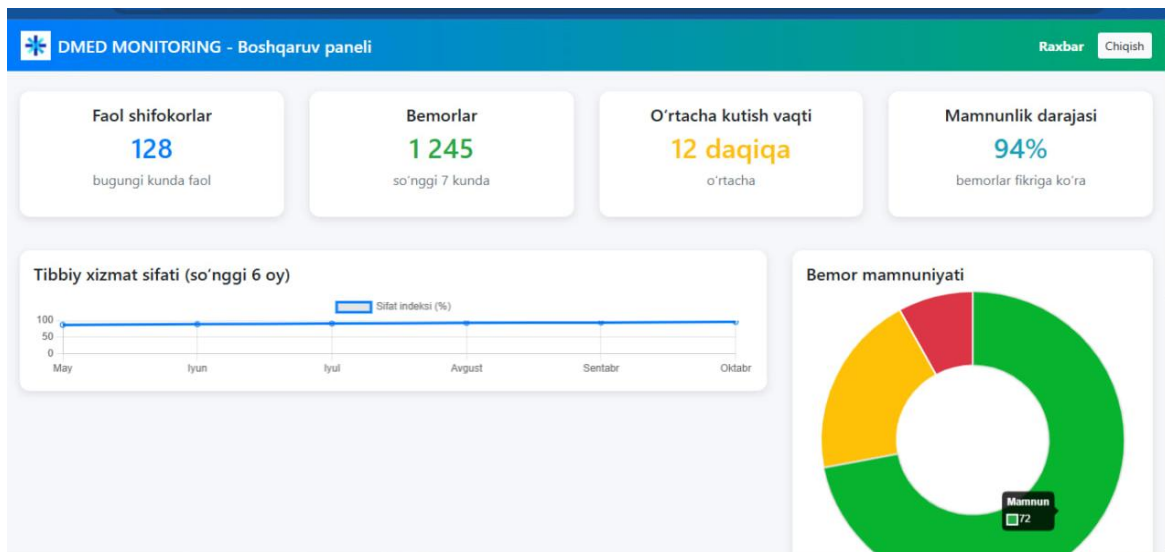 DMED MONITORING - Boshqaruv paneli
Raxbar
Chiqish
Faol shifokorlar
128
bugungi kunda faol
Bemorlar
1 245
so‘nggi 7 kunda
O‘rtacha kutish vaqti
12 daqiqa
o‘rtacha
Mamnunlik darajasi
94%
bemorlar fikriga ko‘ra
Tibbiy xizmat sifati (so‘nggi 6 oy)
Sifat indeksi (%)
100
50
0
May Iyun Iyul Avgust Sentabr Oktabr
Bemor mamnuniyati
Mamnun
72